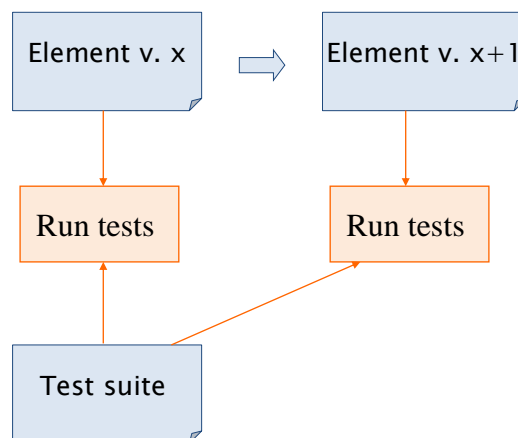 Element v. x
Element v. x+1
Run tests
Run tests
Test suite